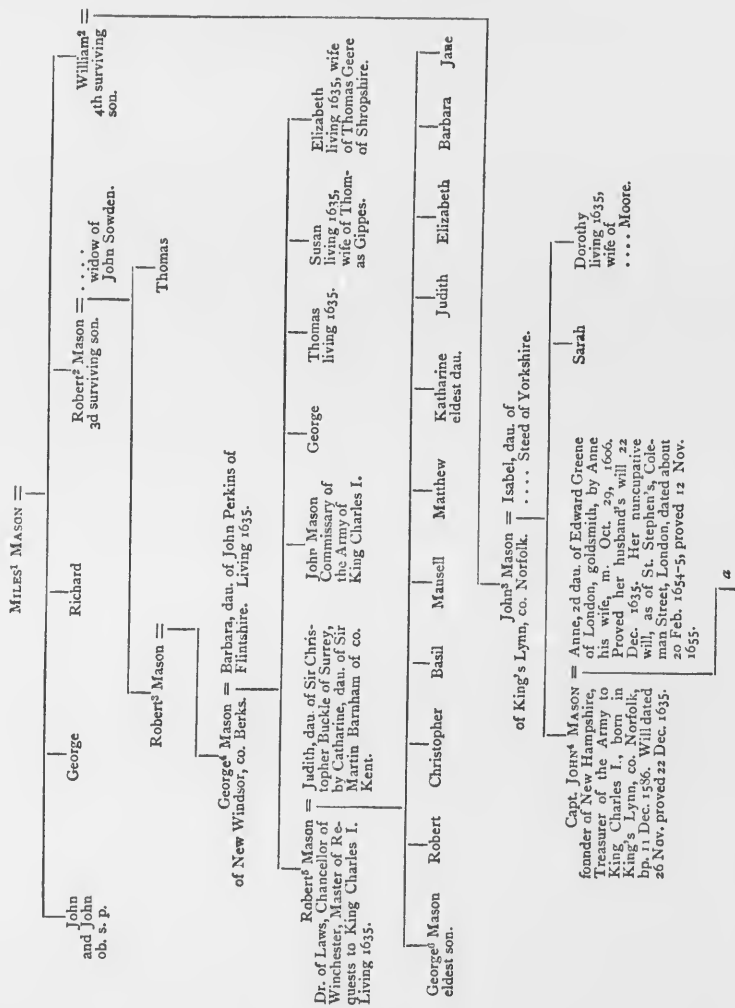 MILES¹ MASON =
John
and John
ob. s. p.
George
Richard
Robert² Mason = . . . . .
3d surviving son.
widow of
John Sowden.
William² =
4th surviving
son.
Robert³ Mason =
Thomas
George⁴ Mason = Barbara, dau. of John Perkins of
of New Windsor, co. Berks.
Flintshire. Living 1635.
Robert⁵ Mason =
Dr. of Laws, Chancellor of
Winchester, Master of Re-
quests to King Charles I.
Living 1635.
Judith, dau. of Sir Chris-
topher Buckle of Surrey,
by Catharine, dau. of Sir
Martin Barnham of co.
Kent.
John Mason
Commissary of
the Army of
King Charles I.
George
Thomas
living 1635.
Susan
living 1635,
wife of Thom-
as Gippes.
Elizabeth
living 1635, wife
of Thomas Geere
of Shropshire.
George⁶ Mason
eldest son.
Robert
Christopher
Basil
Mansell
Matthew
Katharine
eldest dau.
Judith
Elizabeth
Barbara
Jane
John³ Mason = Isabel, dau. of
of King's Lynn, co. Norfolk.
. . . . Steed of Yorkshire.
Capt. JOHN⁴ MASON =
founder of New Hampshire,
Treasurer of the Army to
King Charles I., born in
King's Lynn, co. Norfolk,
bp. 11 Dec. 1586. Will dated
26 Nov. proved 22 Dec. 1635.
Anne, 2d dau. of Edward Greene
of London, goldsmith, by Anne
his wife, m. Oct. 29, 1606.
Proved her husband's will 22
Dec. 1635. Her nuncupative
will, as of St. Stephen's, Cole-
man Street, London, dated about
20 Feb. 1654-5, proved 12 Nov.
1655.
Sarah
Dorothy
living 1635,
wife of
. . . . Moore.
a